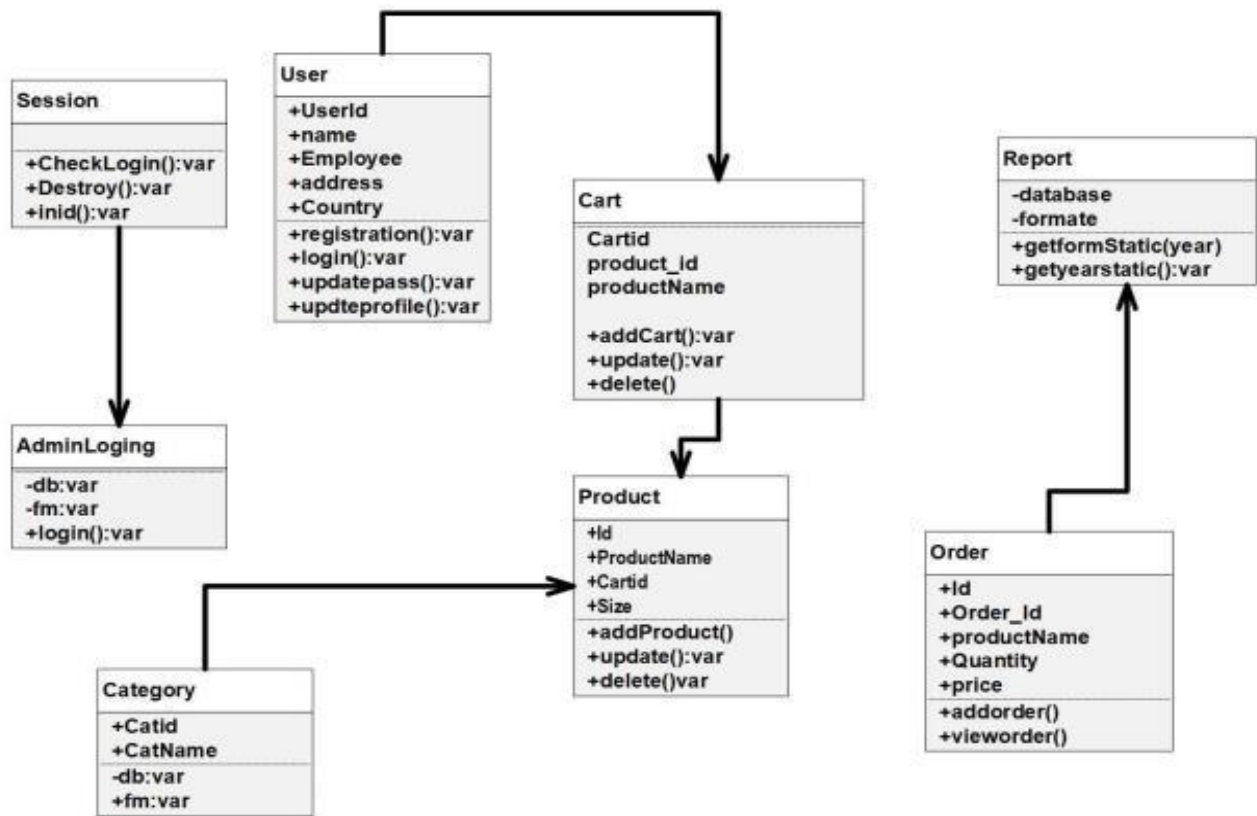 Session
+CheckLogin():var
+Destroy():var
+inid():var
User
+UserId
+name
+Employee
+address
+Country
+registration():var
+login():var
+updatepass():var
+updteprofile():var
Cart
Cartid
product_id
productName
+addCart():var
+update():var
+delete()
Report
-database
-formate
+getformStatic(year)
+getyearstatic():var
AdminLoging
-db:var
-fm:var
+login():var
Product
+Id
+ProductName
+Cartid
+Size
+addProduct()
+update():var
+delete()var
Order
+Id
+Order_Id
+productName
+Quantity
+price
+addorder()
+vieworder()
Category
+Catid
+CatName
-db:var
+fm:var